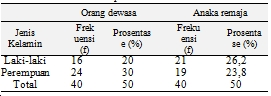 Orang dewasa Anaka remaja
Jenis Kelamin Frek uensi (f) Prosentas e (%) Freku ensi (f) Prosenta se (%)
Laki-laki 16 20 21 26,2
Perempuan 24 30 19 23,8
Total 40 50 40 50